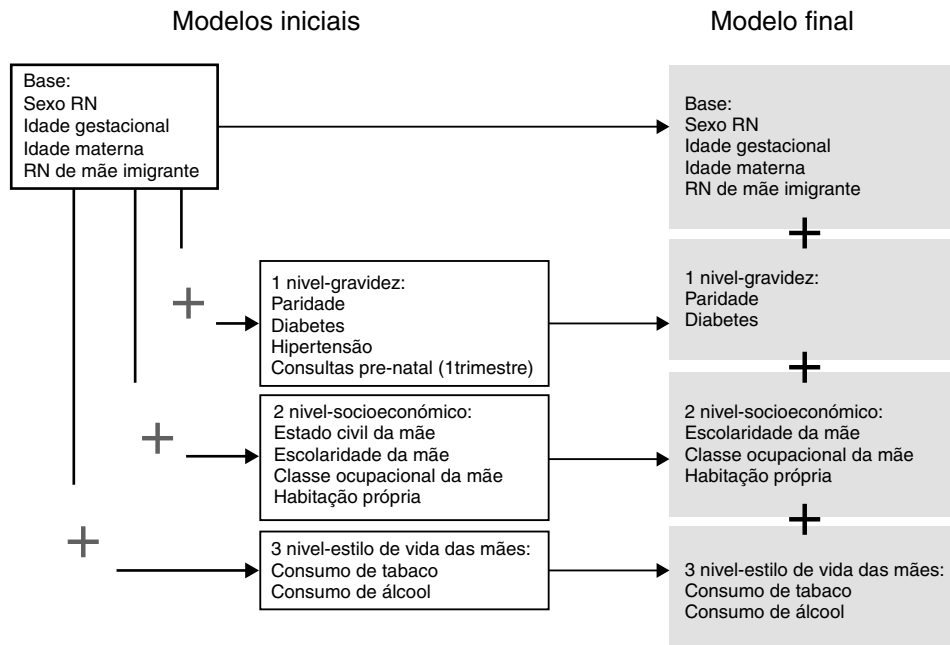 Modelos iniciais
Modelo final
Base:
Sexo RN
Idade gestacional
Idade materna
RN de mãe imigrante
Base:
Sexo RN
Idade gestacional
Idade materna
RN de mãe imigrante
1 nivel-gravidez:
Paridade
Diabetes
Hipertensão
Consultas pre-natal (1trimestre)
1 nivel-gravidez:
Paridade
Diabetes
2 nivel-socioeconómico:
Estado civil da mãe
Escolaridade da mãe
Classe ocupacional da mãe
Habitação própria
2 nivel-socioeconómico:
Escolaridade da mãe
Classe ocupacional da mãe
Habitação própria
3 nivel-estilo de vida das mães:
Consumo de tabaco
Consumo de álcool
3 nivel-estilo de vida das mães:
Consumo de tabaco
Consumo de álcool